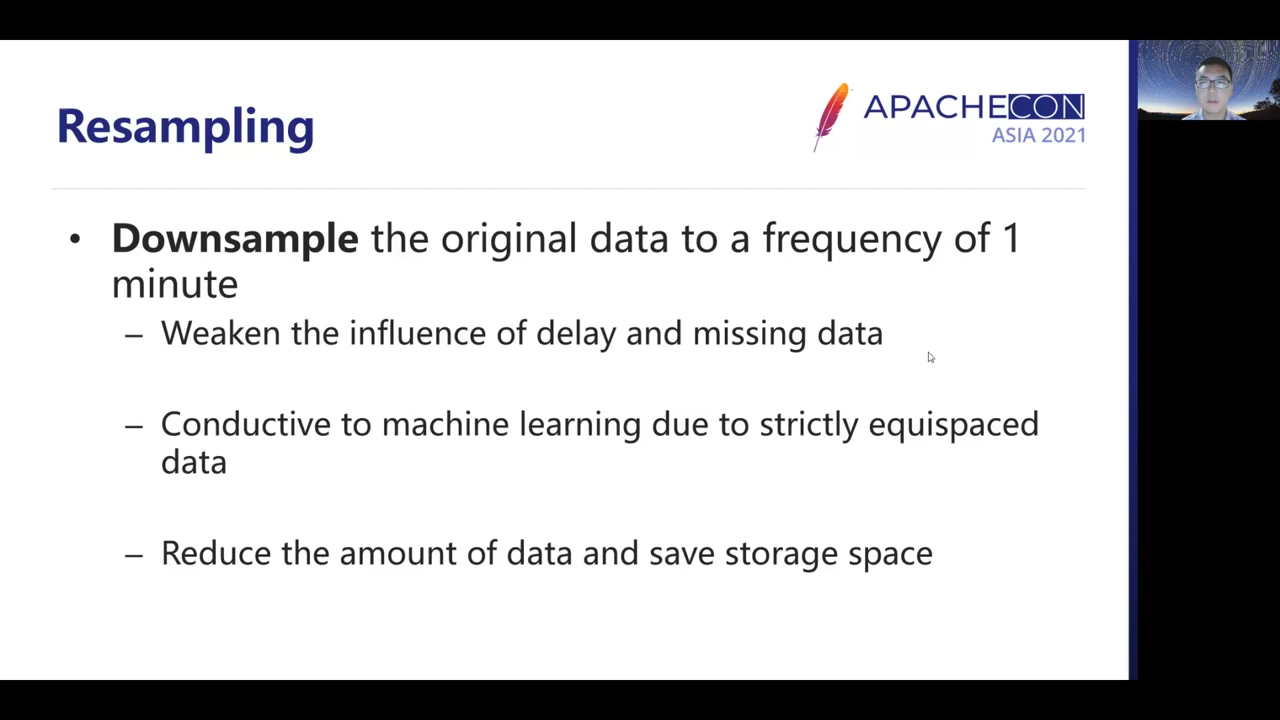 Resampling
APACHECON
ASIA 2021
• Downsample the original data to a frequency of 1
minute
– Weaken the influence of delay and missing data
– Conductive to machine learning due to strictly equispaced
data
– Reduce the amount of data and save storage space